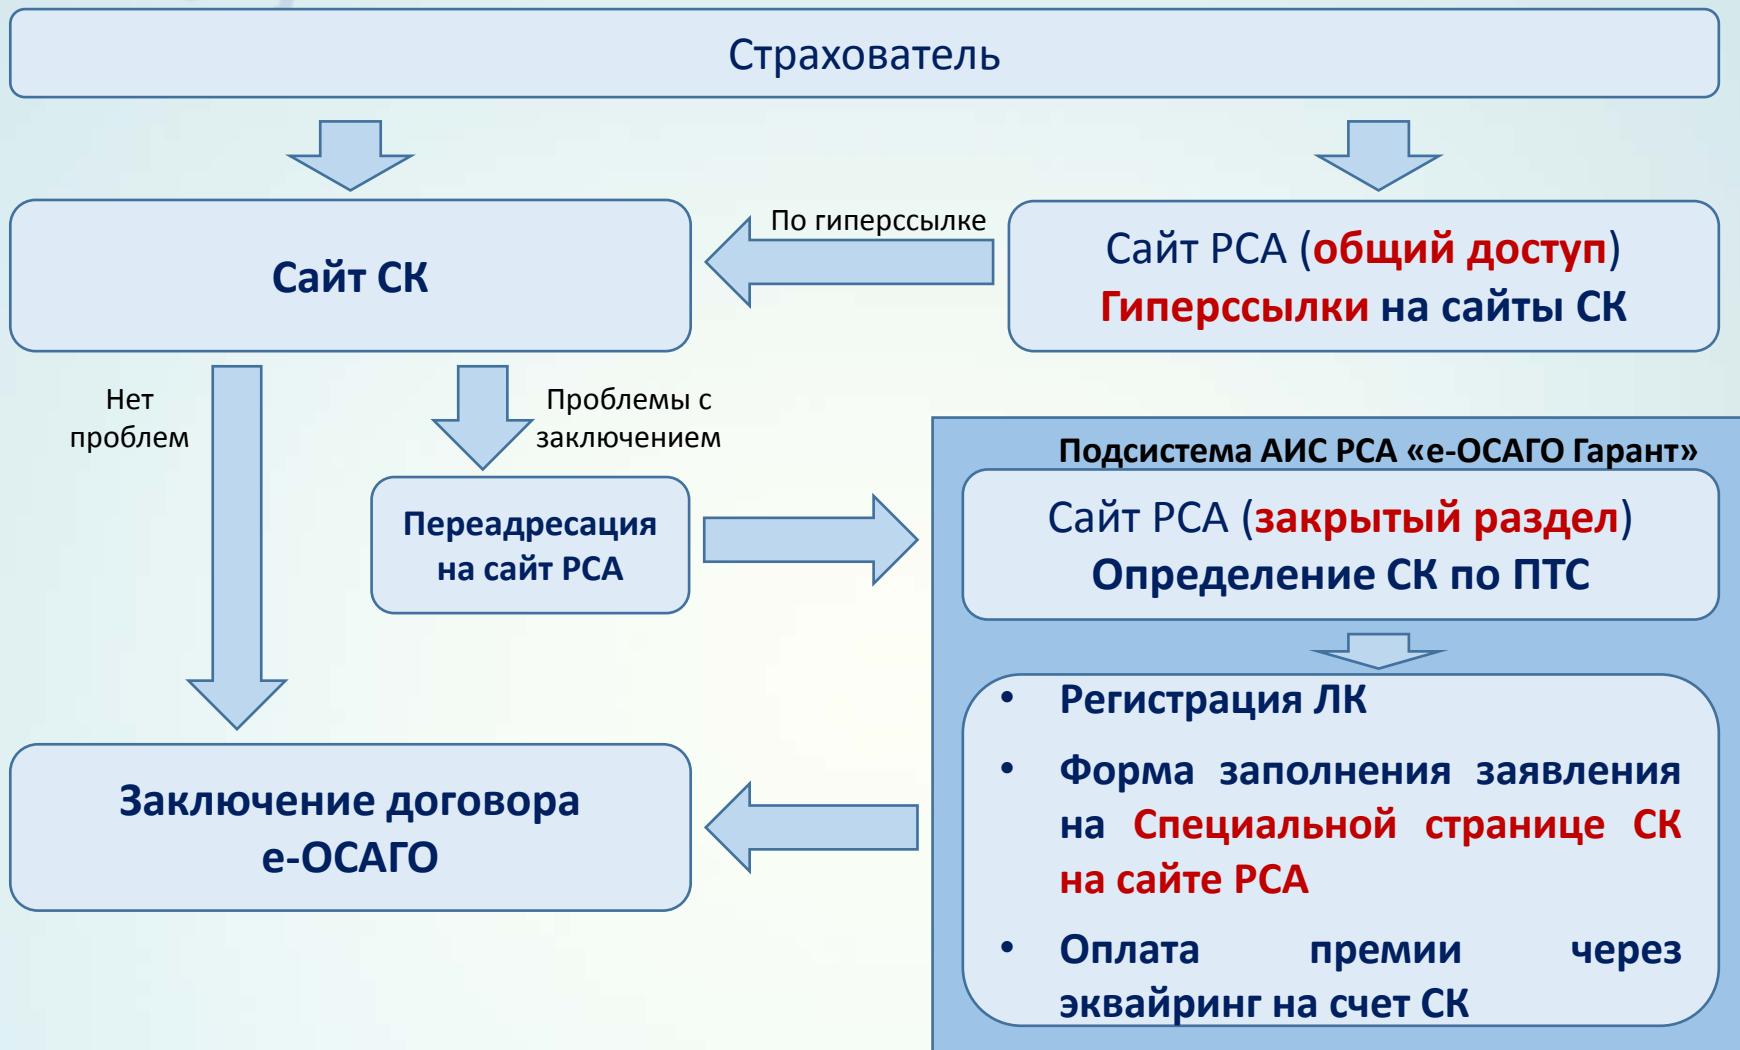 Страхователь
По гиперссылке
Сайт СК
Сайт РСА (общий доступ)
Гиперссылки на сайты СК
Нет
проблем
Проблемы с
заключением
Переадресация
на сайт РСА
Подсистема АИС РСА «е-ОСАГО Гарант»
Сайт РСА (закрытый раздел)
Определение СК по ПТС
• Регистрация ЛК
• Форма заполнения заявления
на Специальной странице СК
на сайте РСА
• Оплата премии через
эквайринг на счет СК
Заключение договора
е-ОСАГО